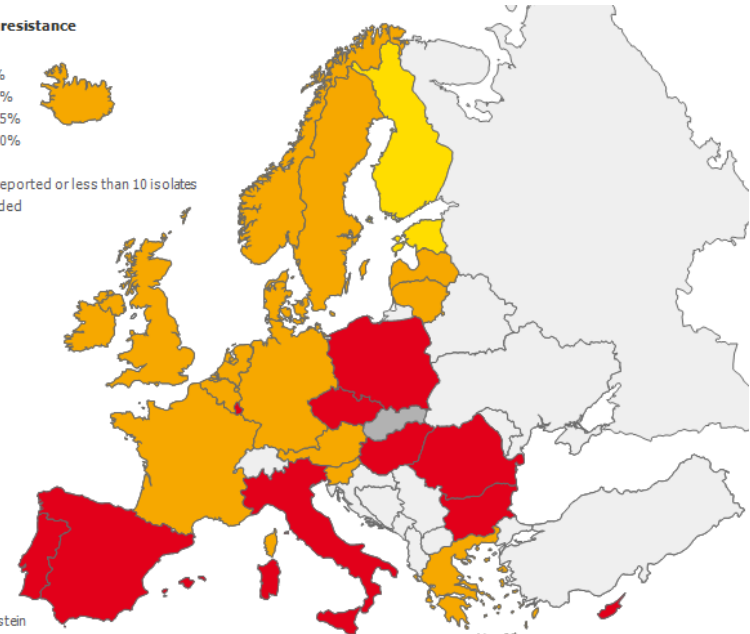 resistance
%
%
5%
0%
eported or less than 10 isolates
ded
stein